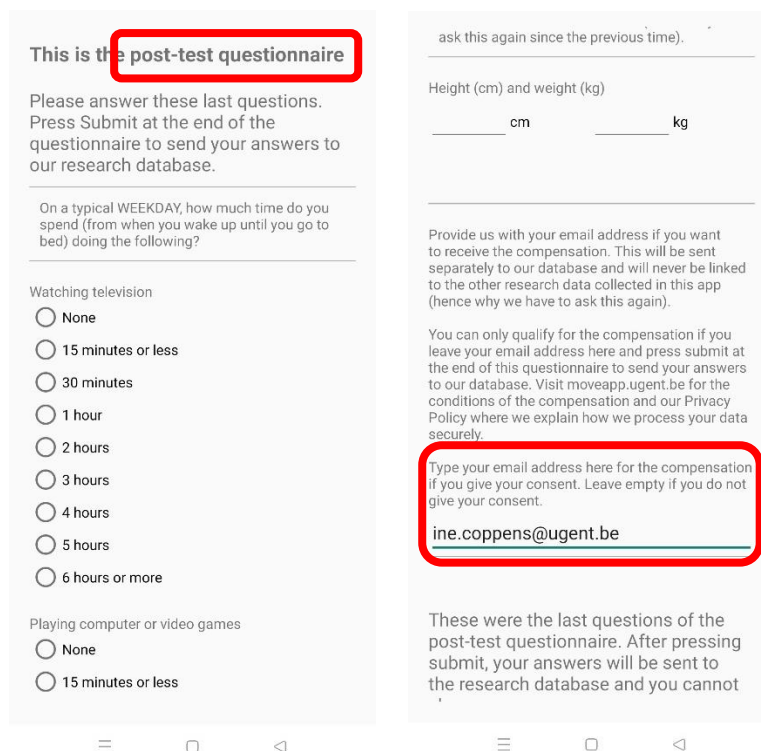 This is the post-test questionnaire
Please answer these last questions.
Press Submit at the end of the
questionnaire to send your answers to
our research database.
On a typical WEEKDAY, how much time do you
spend (from when you wake up until you go to
bed) doing the following?
Watching television
None
15 minutes or less
30 minutes
1 hour
2 hours
3 hours
4 hours
5 hours
6 hours or more
Playing computer or video games
None
15 minutes or less
ask this again since the previous time).
Height (cm) and weight (kg)
cm kg
Provide us with your email address if you want
to receive the compensation. This will be sent
separately to our database and will never be linked
to the other research data collected in this app
(hence why we have to ask this again).
You can only qualify for the compensation if you
leave your email address here and press submit at
the end of this questionnaire to send your answers
to our database. Visit moveapp.ugent.be for the
conditions of the compensation and our Privacy
Policy where we explain how we process your data
securely.
Type your email address here for the compensation
if you give your consent. Leave empty if you do not
give your consent.
ine.coppens@ugent.be
These were the last questions of the
post-test questionnaire. After pressing
submit, your answers will be sent to
the research database and you cannot